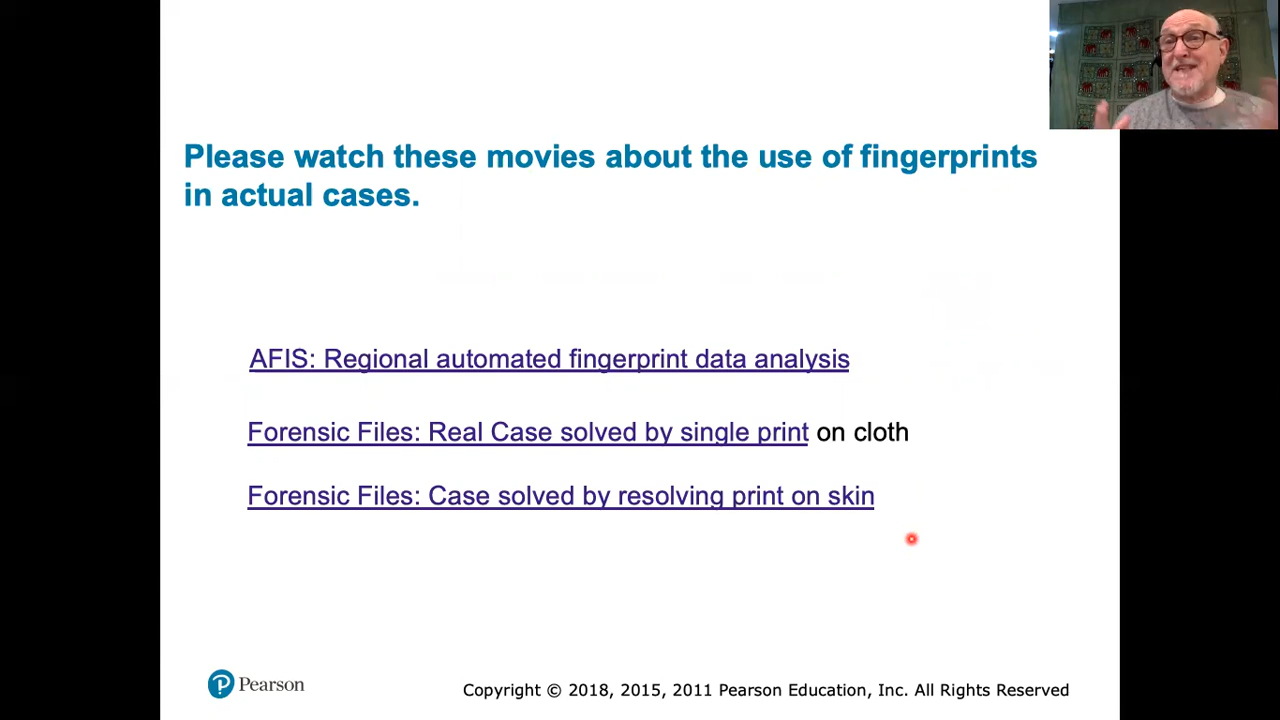 Please watch these movies about the use of fingerprints
in actual cases.
AFIS: Regional automated fingerprint data analysis
Forensic Files: Real Case solved by single print on cloth
Forensic Files: Case solved by resolving print on skin
Pearson
Copyright © 2018, 2015, 2011 Pearson Education, Inc. All Rights Reserved